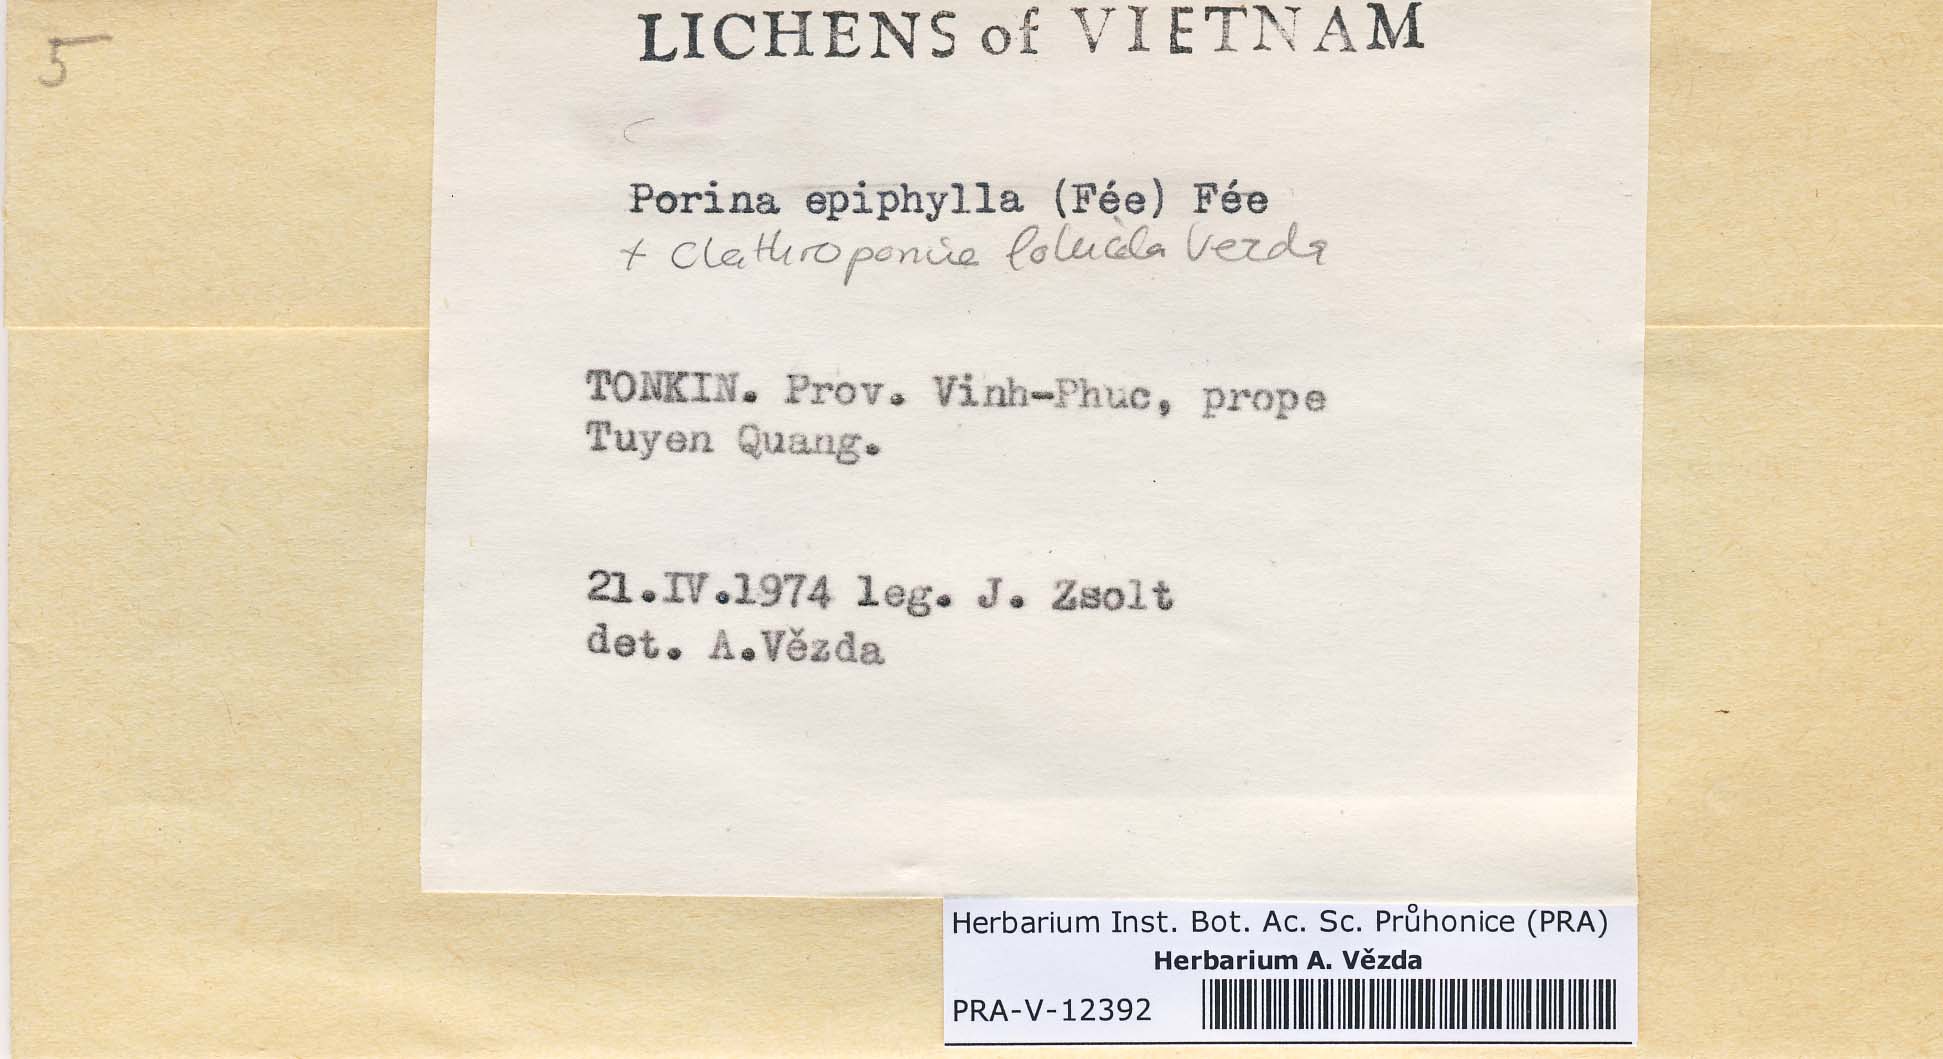 5
LICHENS of VIETNAM
Porina epiphylla (Fée) Fée
+ Clathroporina Vezda
TONKIN. Prov. Vinh-Phuc, prope
Tuyen Quang.
21.IV.1974 leg. J. Zsolt
det. A.Vězda
Herbarium Inst. Bot. Ac. Sc. Průhonice (PRA)
Herbarium A. Vězda
PRA-V-12392